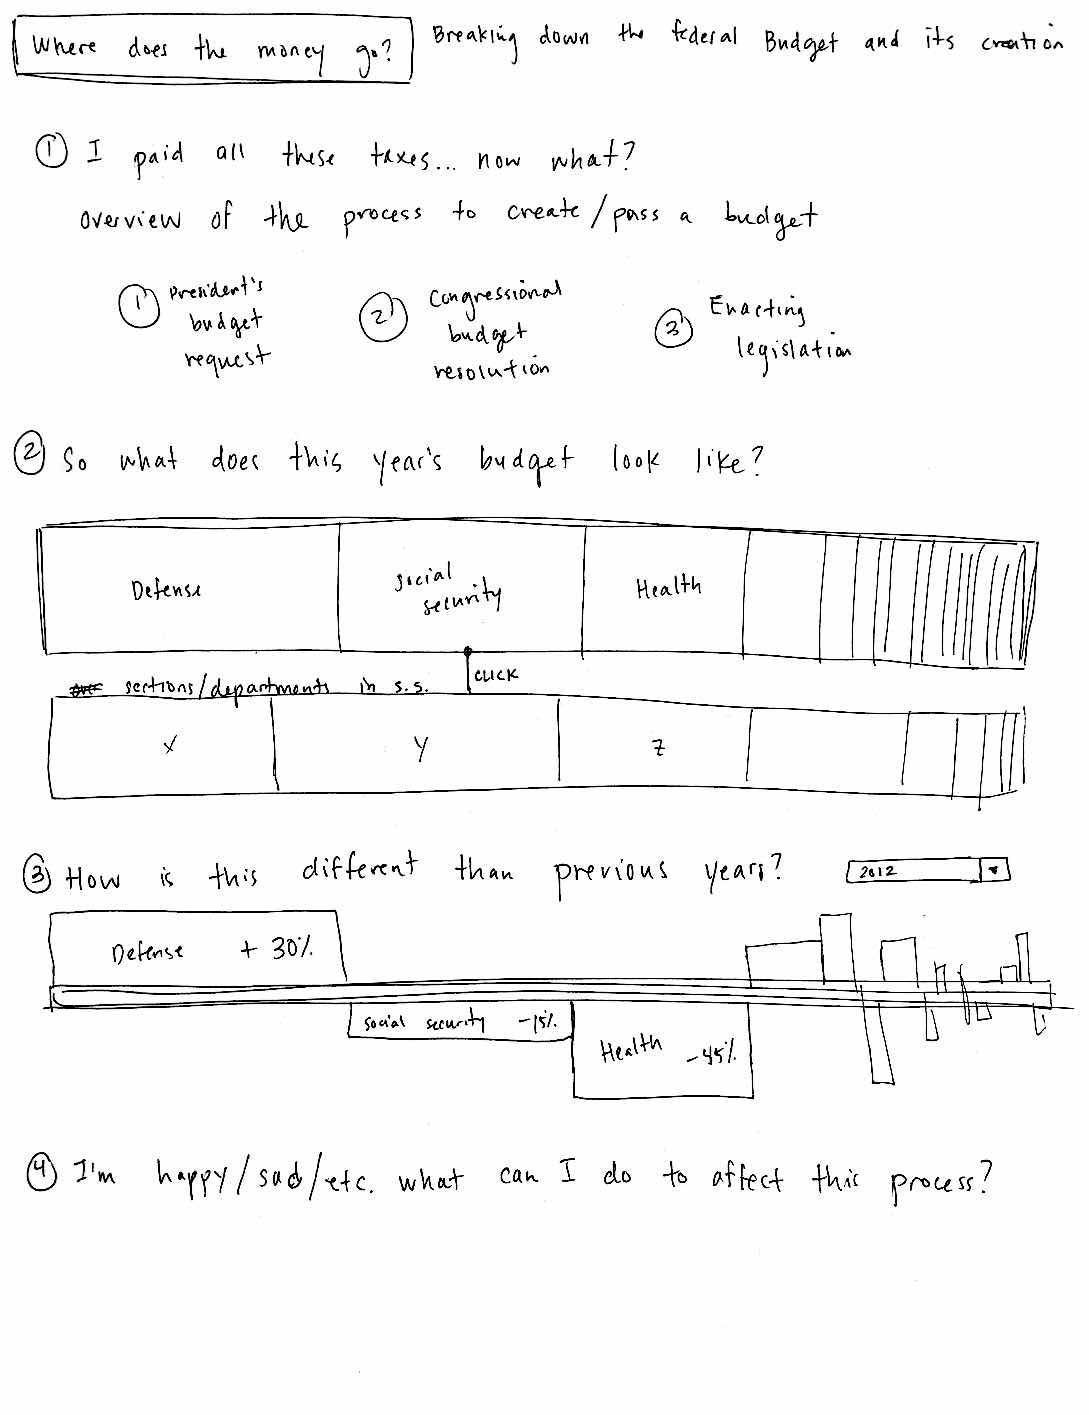 Where does the money go?
Breaking down the federal Budget and its creation
① I paid all these taxes... now what?
overview of the process to create/pass a budget
① President's
budget
request
② Congressional
budget
resolution
③ Enacting
legislation
② So what does this year's budget look like?
Defense
social
security
Health
CLICK
sections/departments in s.s.
X
Y
Z
③ How is this different than previous years?
2012
Defense + 30%
social security -15%
Health -45%
④ I'm happy/sad/etc. what can I do to affect this process?